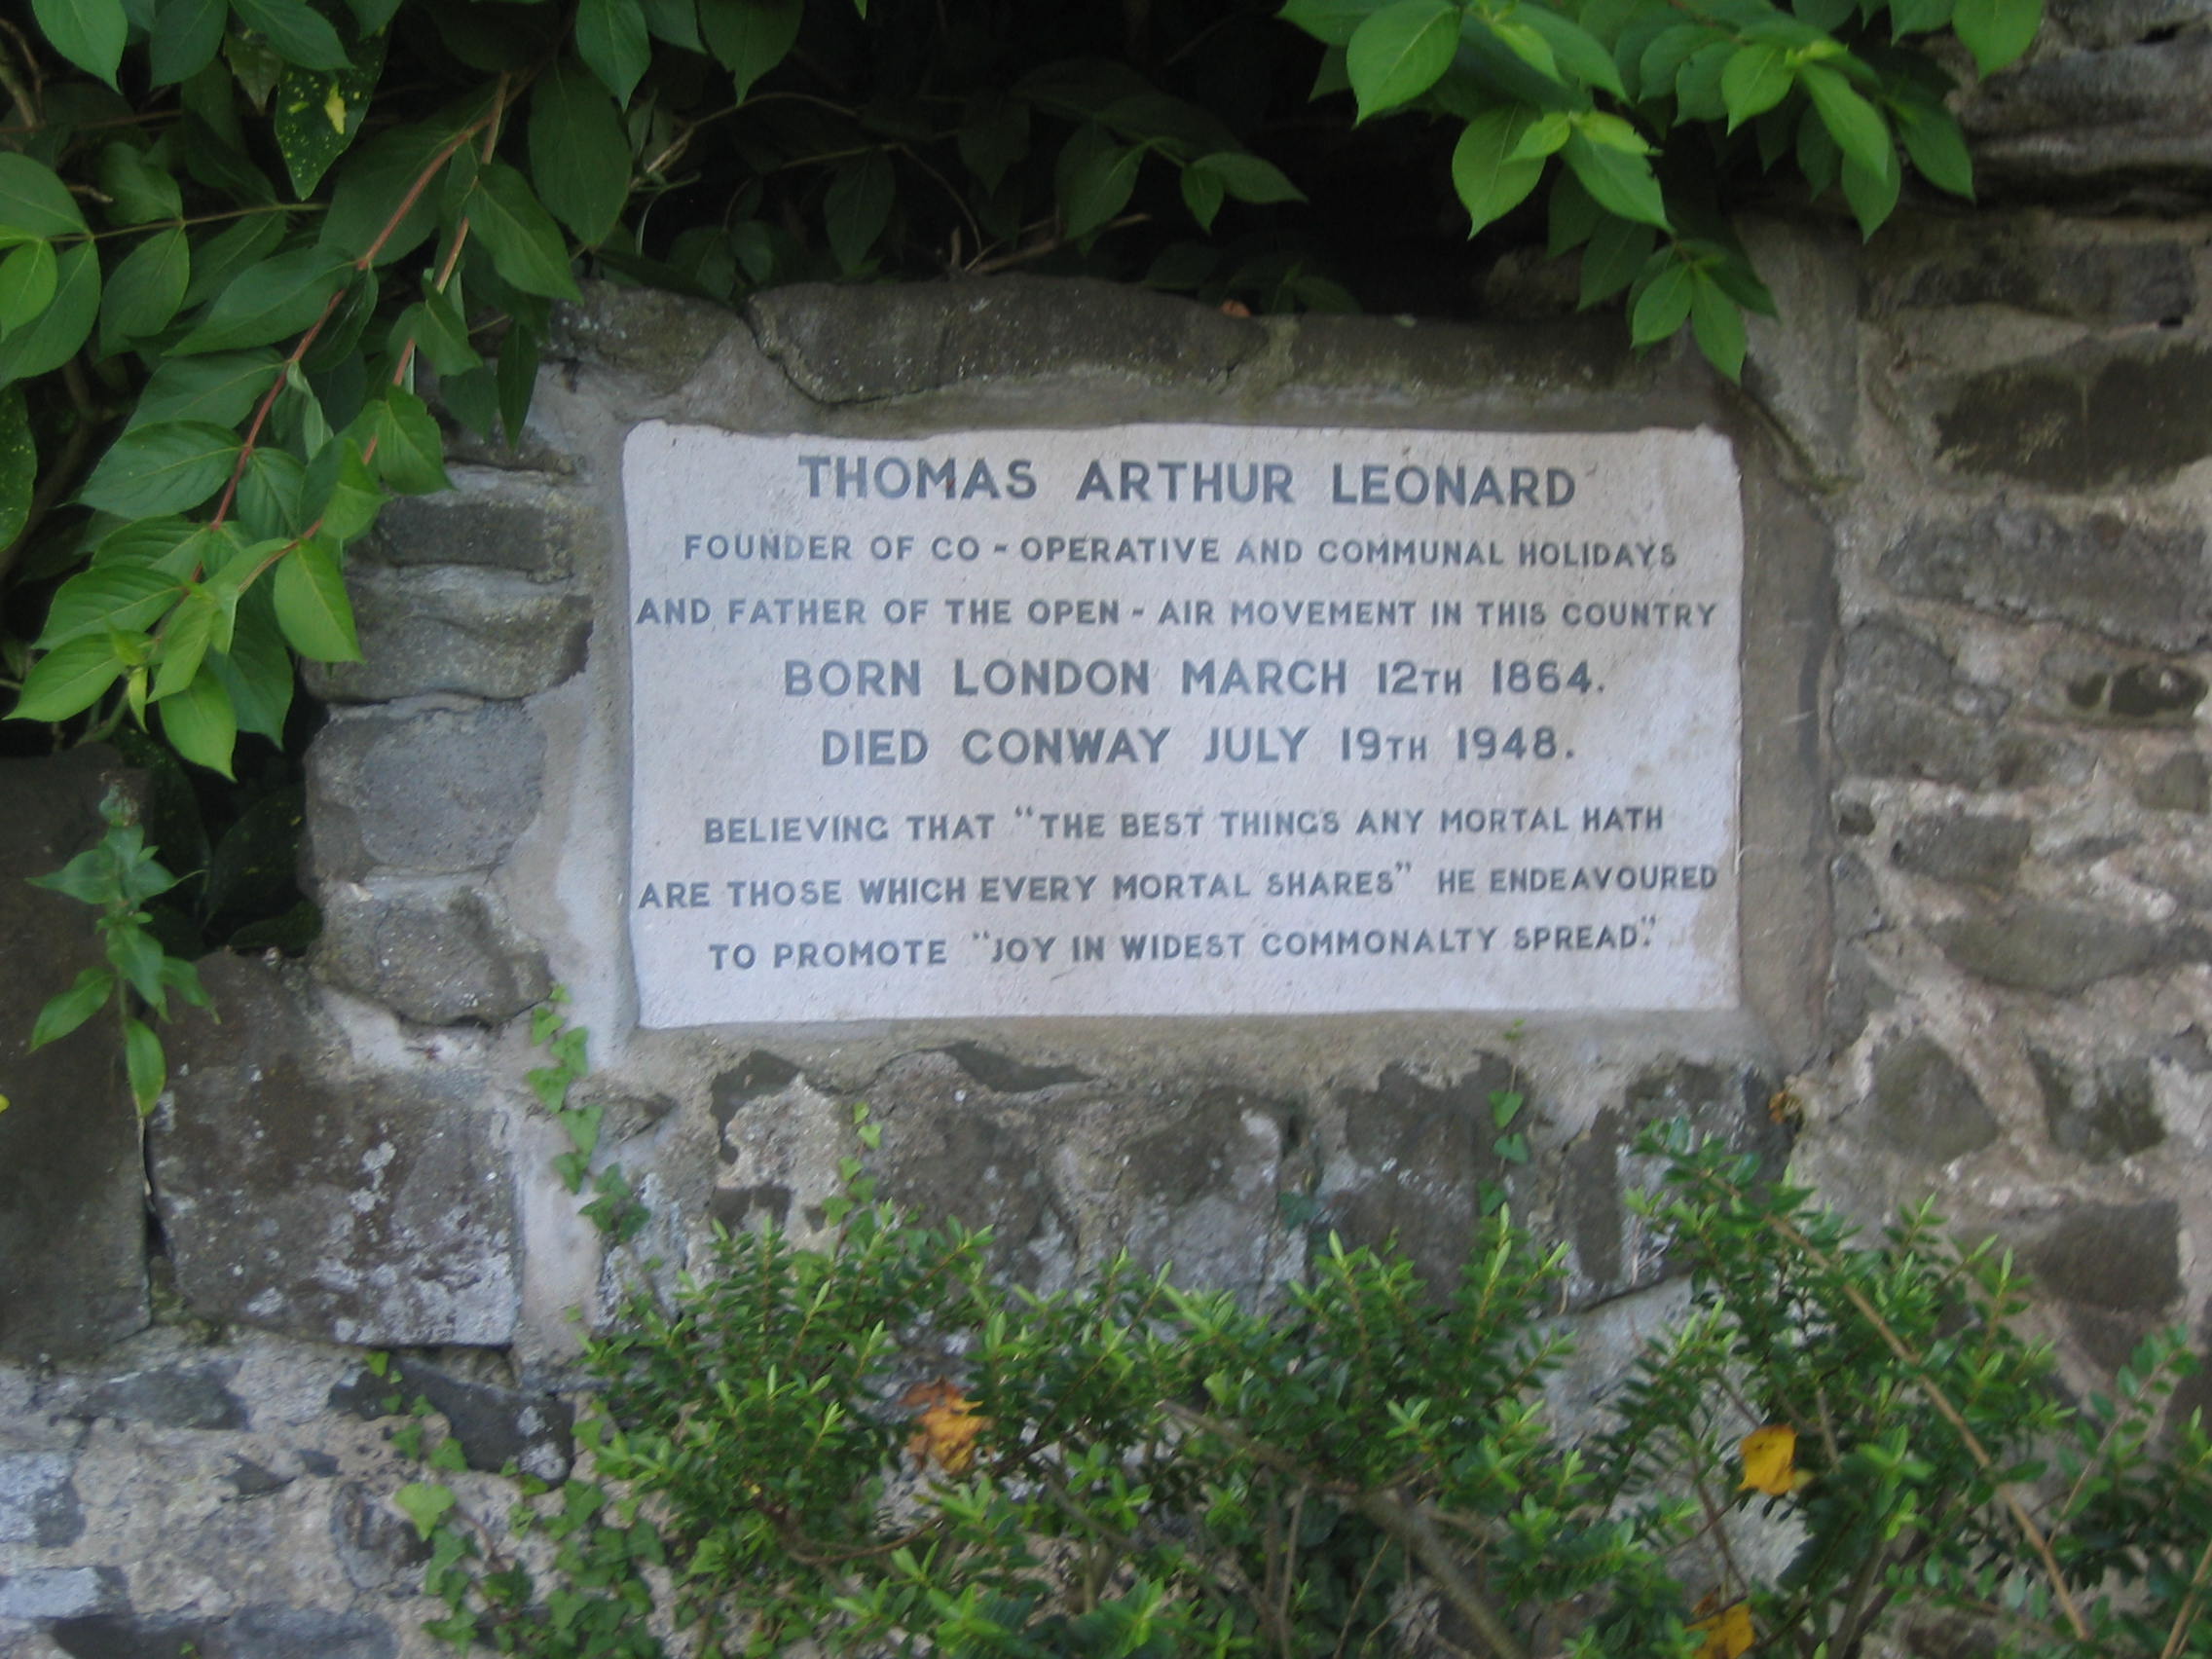 THOMAS ARTHUR LEONARD
FOUNDER OF CO-OPERATIVE AND COMMUNAL HOLIDAYS
AND FATHER OF THE OPEN-AIR MOVEMENT IN THIS COUNTRY
BORN LONDON MARCH 12TH 1864.
DIED CONWAY JULY 19TH 1948.
BELIEVING THAT "THE BEST THINGS ANY MORTAL HATH
ARE THOSE WHICH EVERY MORTAL SHARES" HE ENDEAVOURED
TO PROMOTE "JOY IN WIDEST COMMONALTY SPREAD."